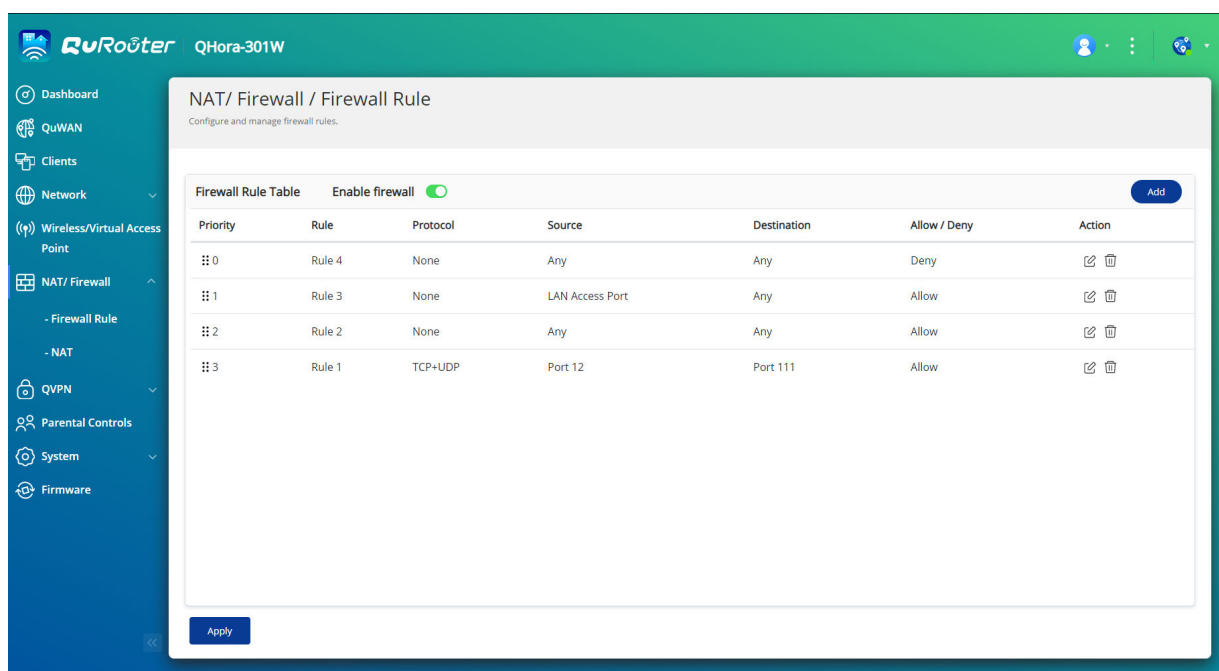 QuRouter QHora-301W
Dashboard
QuWAN
Clients
Network
Wireless/Virtual Access
Point
NAT/ Firewall
- Firewall Rule
- NAT
QVPN
Parental Controls
System
Firmware
NAT/ Firewall / Firewall Rule
Configure and manage firewall rules.
Firewall Rule Table Enable firewall Add
Priority Rule Protocol Source Destination Allow / Deny Action
0 Rule 4 None Any Any Deny
1 Rule 3 None LAN Access Port Any Allow
2 Rule 2 None Any Any Allow
3 Rule 1 TCP+UDP Port 12 Port 111 Allow
Apply